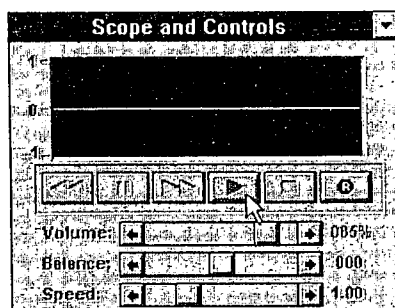 Scope and Controls
1
0
-1
Volume: 085%
Balance: 000
Speed: 1.00